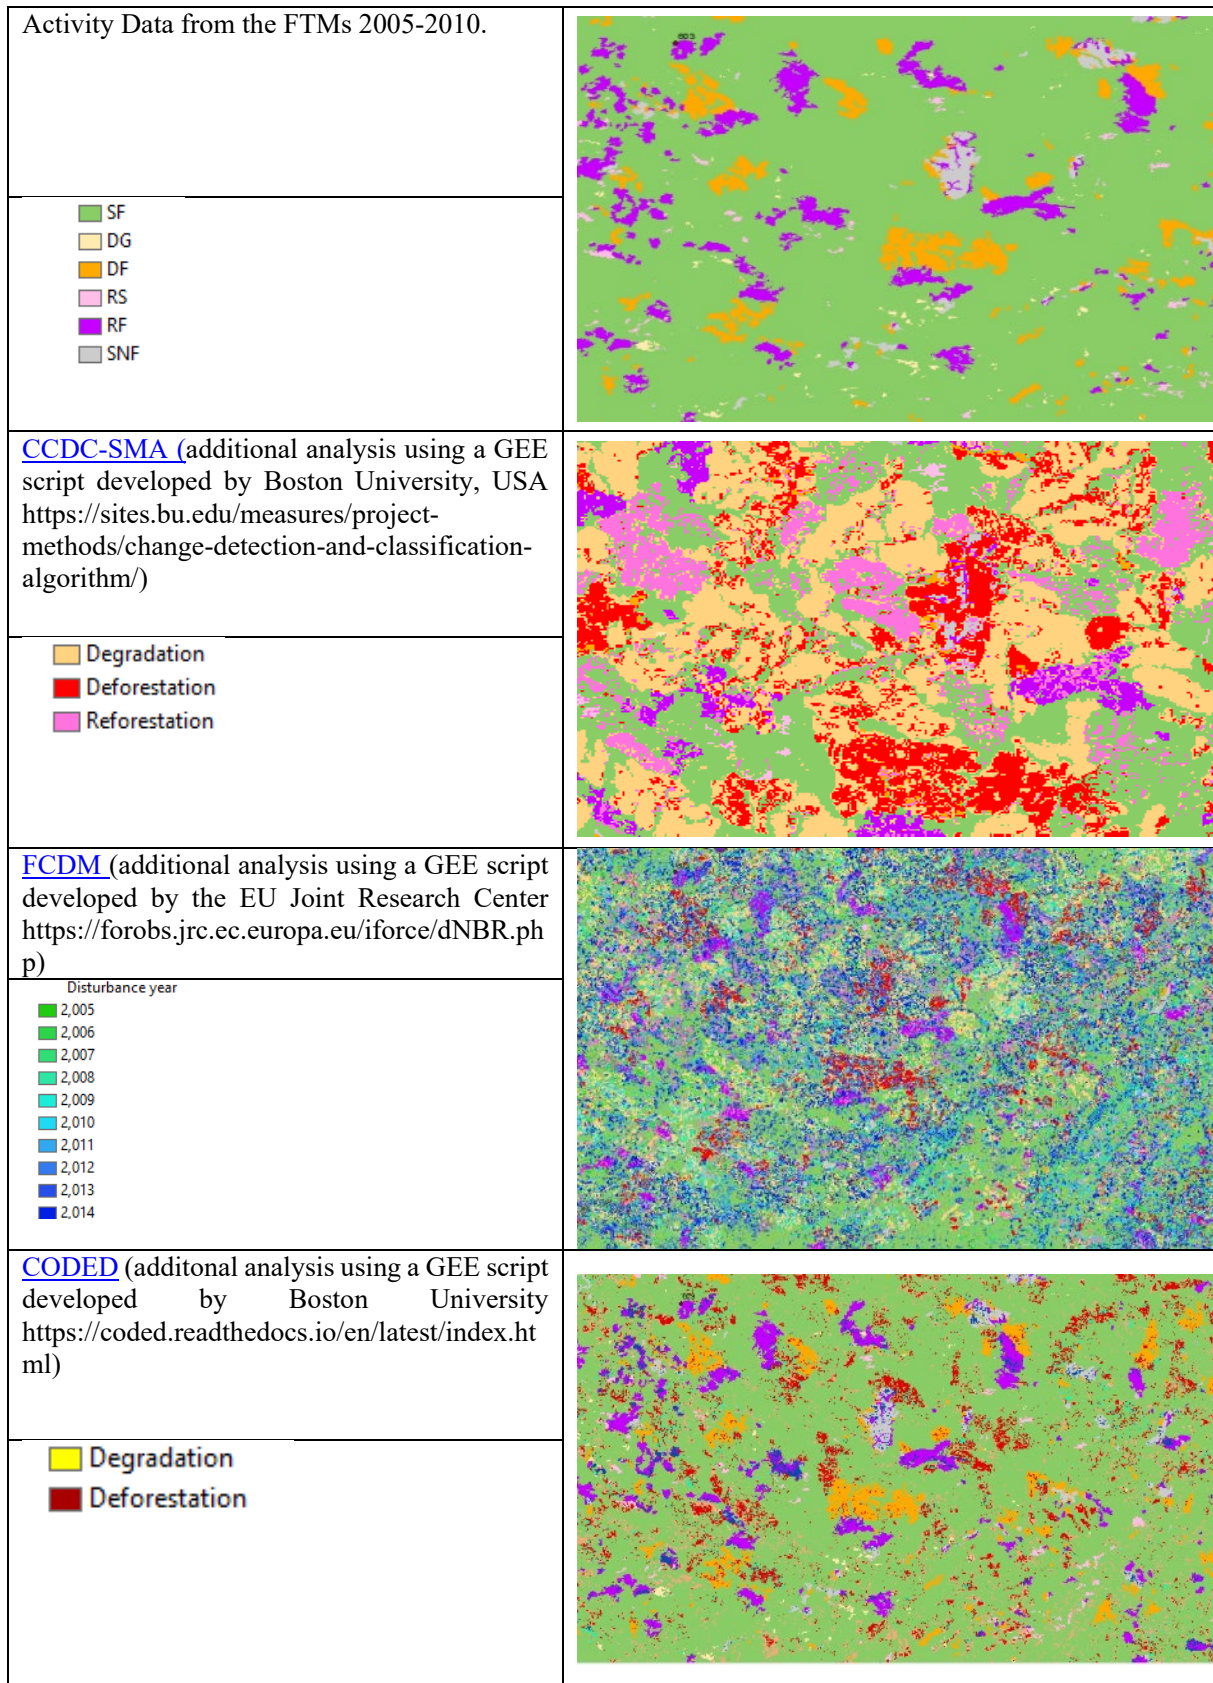 Activity Data from the FTMs 2005-2010.
SF
DG
DF
RS
RF
SNF
CCDC-SMA (additional analysis using a GEE
script developed by Boston University, USA
https://sites.bu.edu/measures/project-
methods/change-detection-and-classification-
algorithm/)
Degradation
Deforestation
Reforestation
FCDM (additional analysis using a GEE script
developed by the EU Joint Research Center
https://forobs.jrc.ec.europa.eu/iforce/dNBR.ph
p)
Disturbance year
2,005
2,006
2,007
2,008
2,009
2,010
2,011
2,012
2,013
2,014
CODED (additonal analysis using a GEE script
developed by Boston University
https://coded.readthedocs.io/en/latest/index.ht
ml)
Degradation
Deforestation